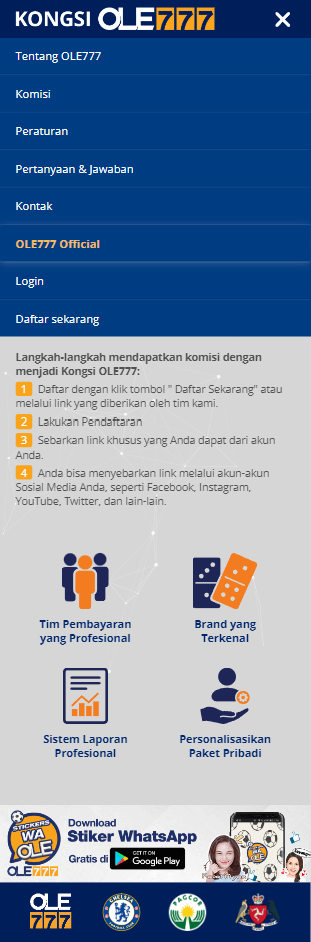 KONGSI OLE777
Tentang OLE777
Komisi
Peraturan
Pertanyaan & Jawaban
Kontak
OLE777 Official
Login
Daftar sekarang
Langkah-langkah mendapatkan komisi dengan
menjadi Kongsi OLE777:
1 Daftar dengan klik tombol " Daftar Sekarang" atau
melalui link yang diberikan oleh tim kami.
2 Lakukan Pendaftaran
3 Sebarkan link khusus yang Anda dapat dari akun
Anda.
4 Anda bisa menyebarkan link melalui akun-akun
Sosial Media Anda, seperti Facebook, Instagram,
YouTube, Twitter, dan lain-lain.
Tim Pembayaran
yang Profesional
Brand yang
Terkenal
Sistem Laporan
Profesional
Personalisasikan
Paket Pribadi
STICKERS
WA
OLE
OLE777
Download
Stiker WhatsApp
Gratis di
GET IT ON
Google Play
OLE
777
CHELSEA
PAGCOR